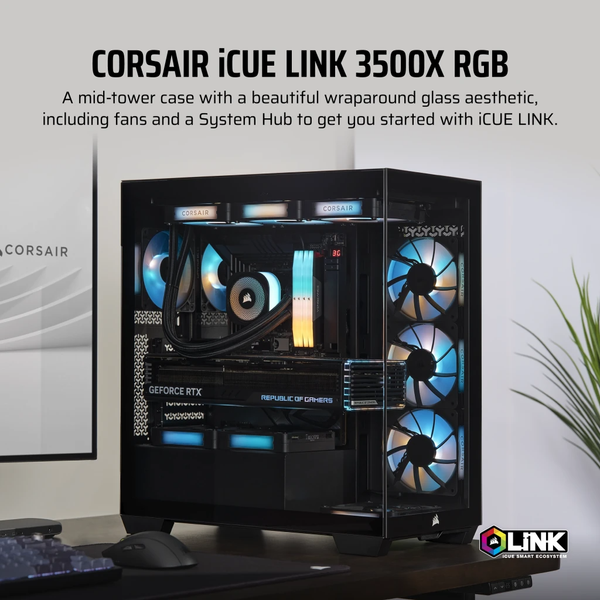 CORSAIR iCUE LINK 3500X RGB
A mid-tower case with a beautiful wraparound glass aesthetic,
including fans and a System Hub to get you started with iCUE LINK.
CORSAIR
CORSAIR
CORSAIR
3C
GEFORCE RTX
REPUBLIC OF GAMERS
LINK
iCUE SMART ECOSYSTEM